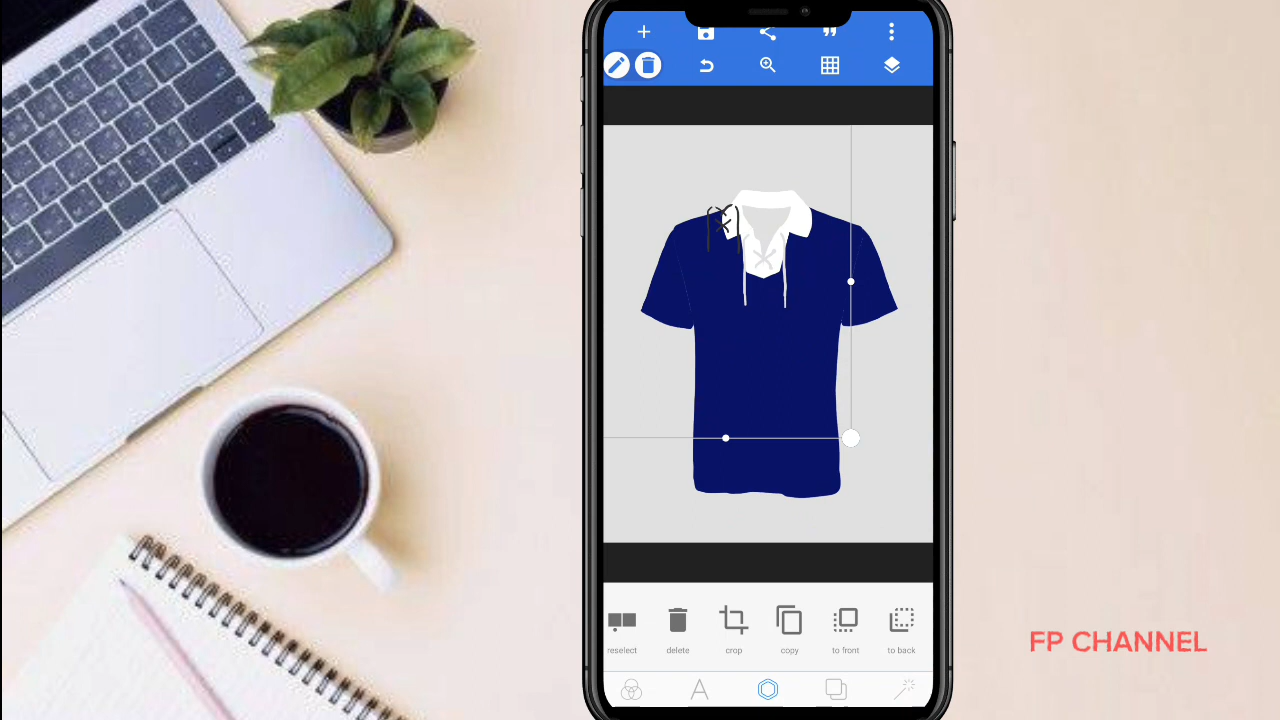 reselect
delete
crop
copy
to front
to back
FP CHANNEL